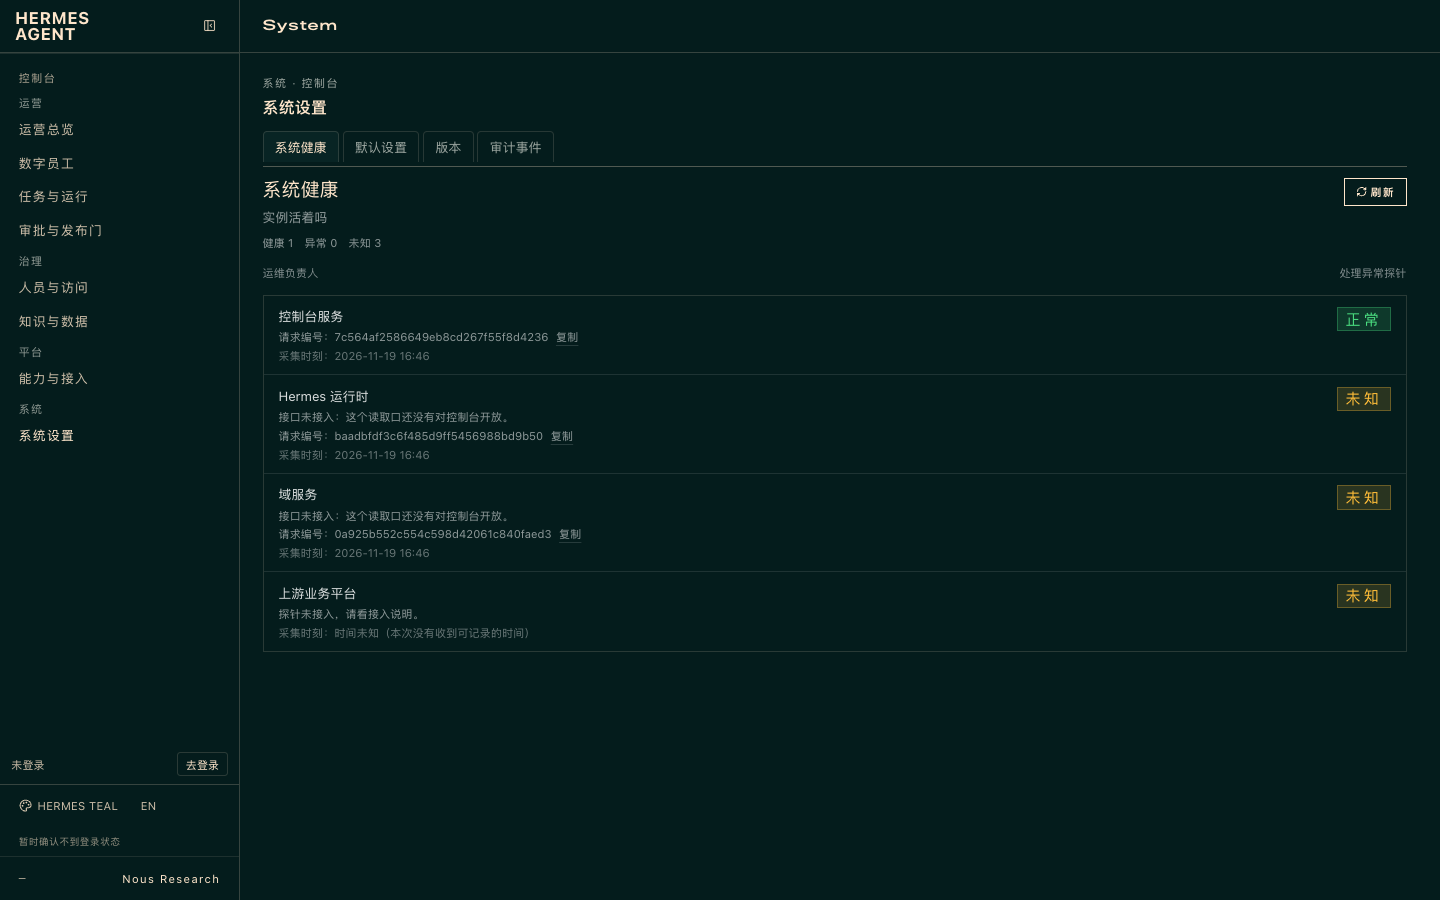 HERMES
AGENT
System
控制台
运营
运营总览
数字员工
任务与运行
审批与发布门
治理
人员与访问
知识与数据
平台
能力与接入
系统
系统设置
未登录
去登录
HERMES TEAL
EN
暂时确认不到登录状态
—
Nous Research
系统 · 控制台
系统设置
系统健康
默认设置
版本
审计事件
系统健康
刷新
实例活着吗
健康 1 异常 0 未知 3
运维负责人
处理异常探针
控制台服务
正常
请求编号：7c564af2586649eb8cd267f55f8d4236 复制
采集时刻：2026-11-19 16:46
Hermes 运行时
未知
接口未接入：这个读取口还没有对控制台开放。
请求编号：baadbfdf3c6f485d9ff5456988bd9b50 复制
采集时刻：2026-11-19 16:46
域服务
未知
接口未接入：这个读取口还没有对控制台开放。
请求编号：0a925b552c554c598d42061c840faed3 复制
采集时刻：2026-11-19 16:46
上游业务平台
未知
探针未接入，请看接入说明。
采集时刻：时间未知（本次没有收到可记录的时间）